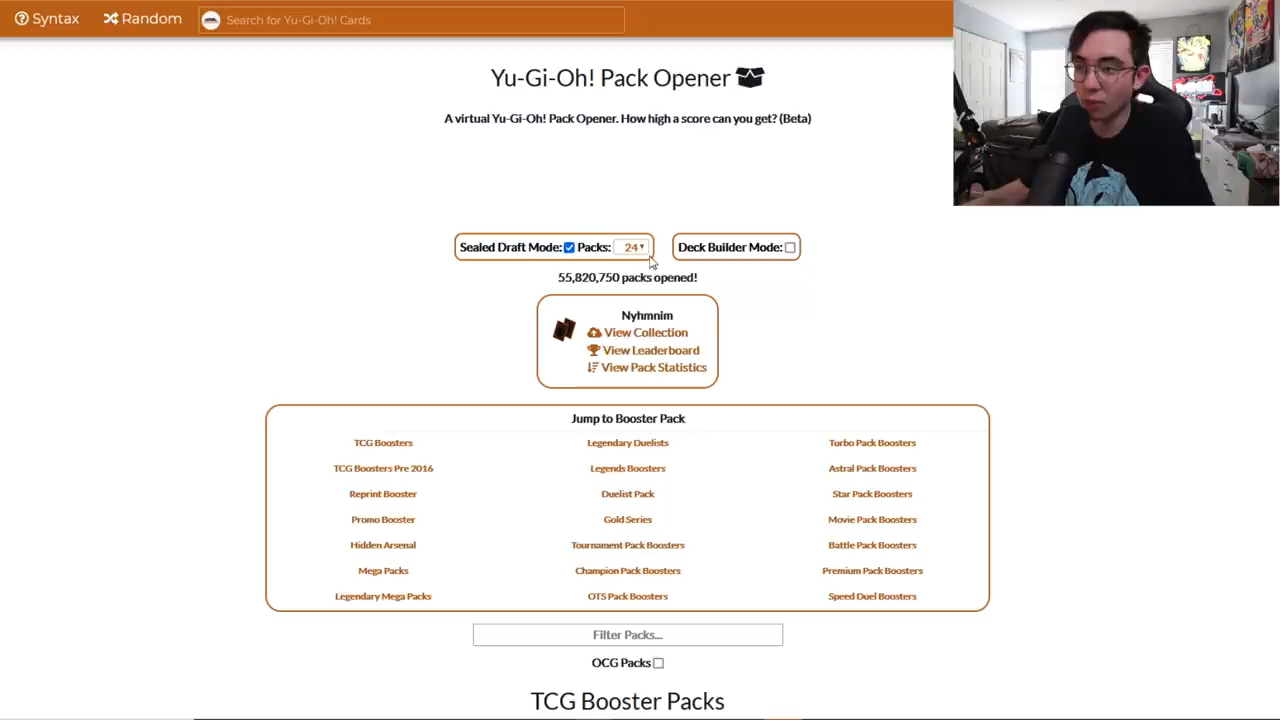 Syntax Random Search for Yu-Gi-Oh! Cards
Yu-Gi-Oh! Pack Opener
A virtual Yu-Gi-Oh! Pack Opener. How high a score can you get? (Beta)
Sealed Draft Mode: Packs: 24 Deck Builder Mode:
55,820,750 packs opened!
Nyhmnim
View Collection
View Leaderboard
View Pack Statistics
Jump to Booster Pack
TCG Boosters Legendary Duelists Turbo Pack Boosters
TCG Boosters Pre 2016 Legends Boosters Astral Pack Boosters
Reprint Booster Duelist Pack Star Pack Boosters
Promo Booster Gold Series Movie Pack Boosters
Hidden Arsenal Tournament Pack Boosters Battle Pack Boosters
Mega Packs Champion Pack Boosters Premium Pack Boosters
Legendary Mega Packs OTS Pack Boosters Speed Duel Boosters
Filter Packs...
OCG Packs
TCG Booster Packs